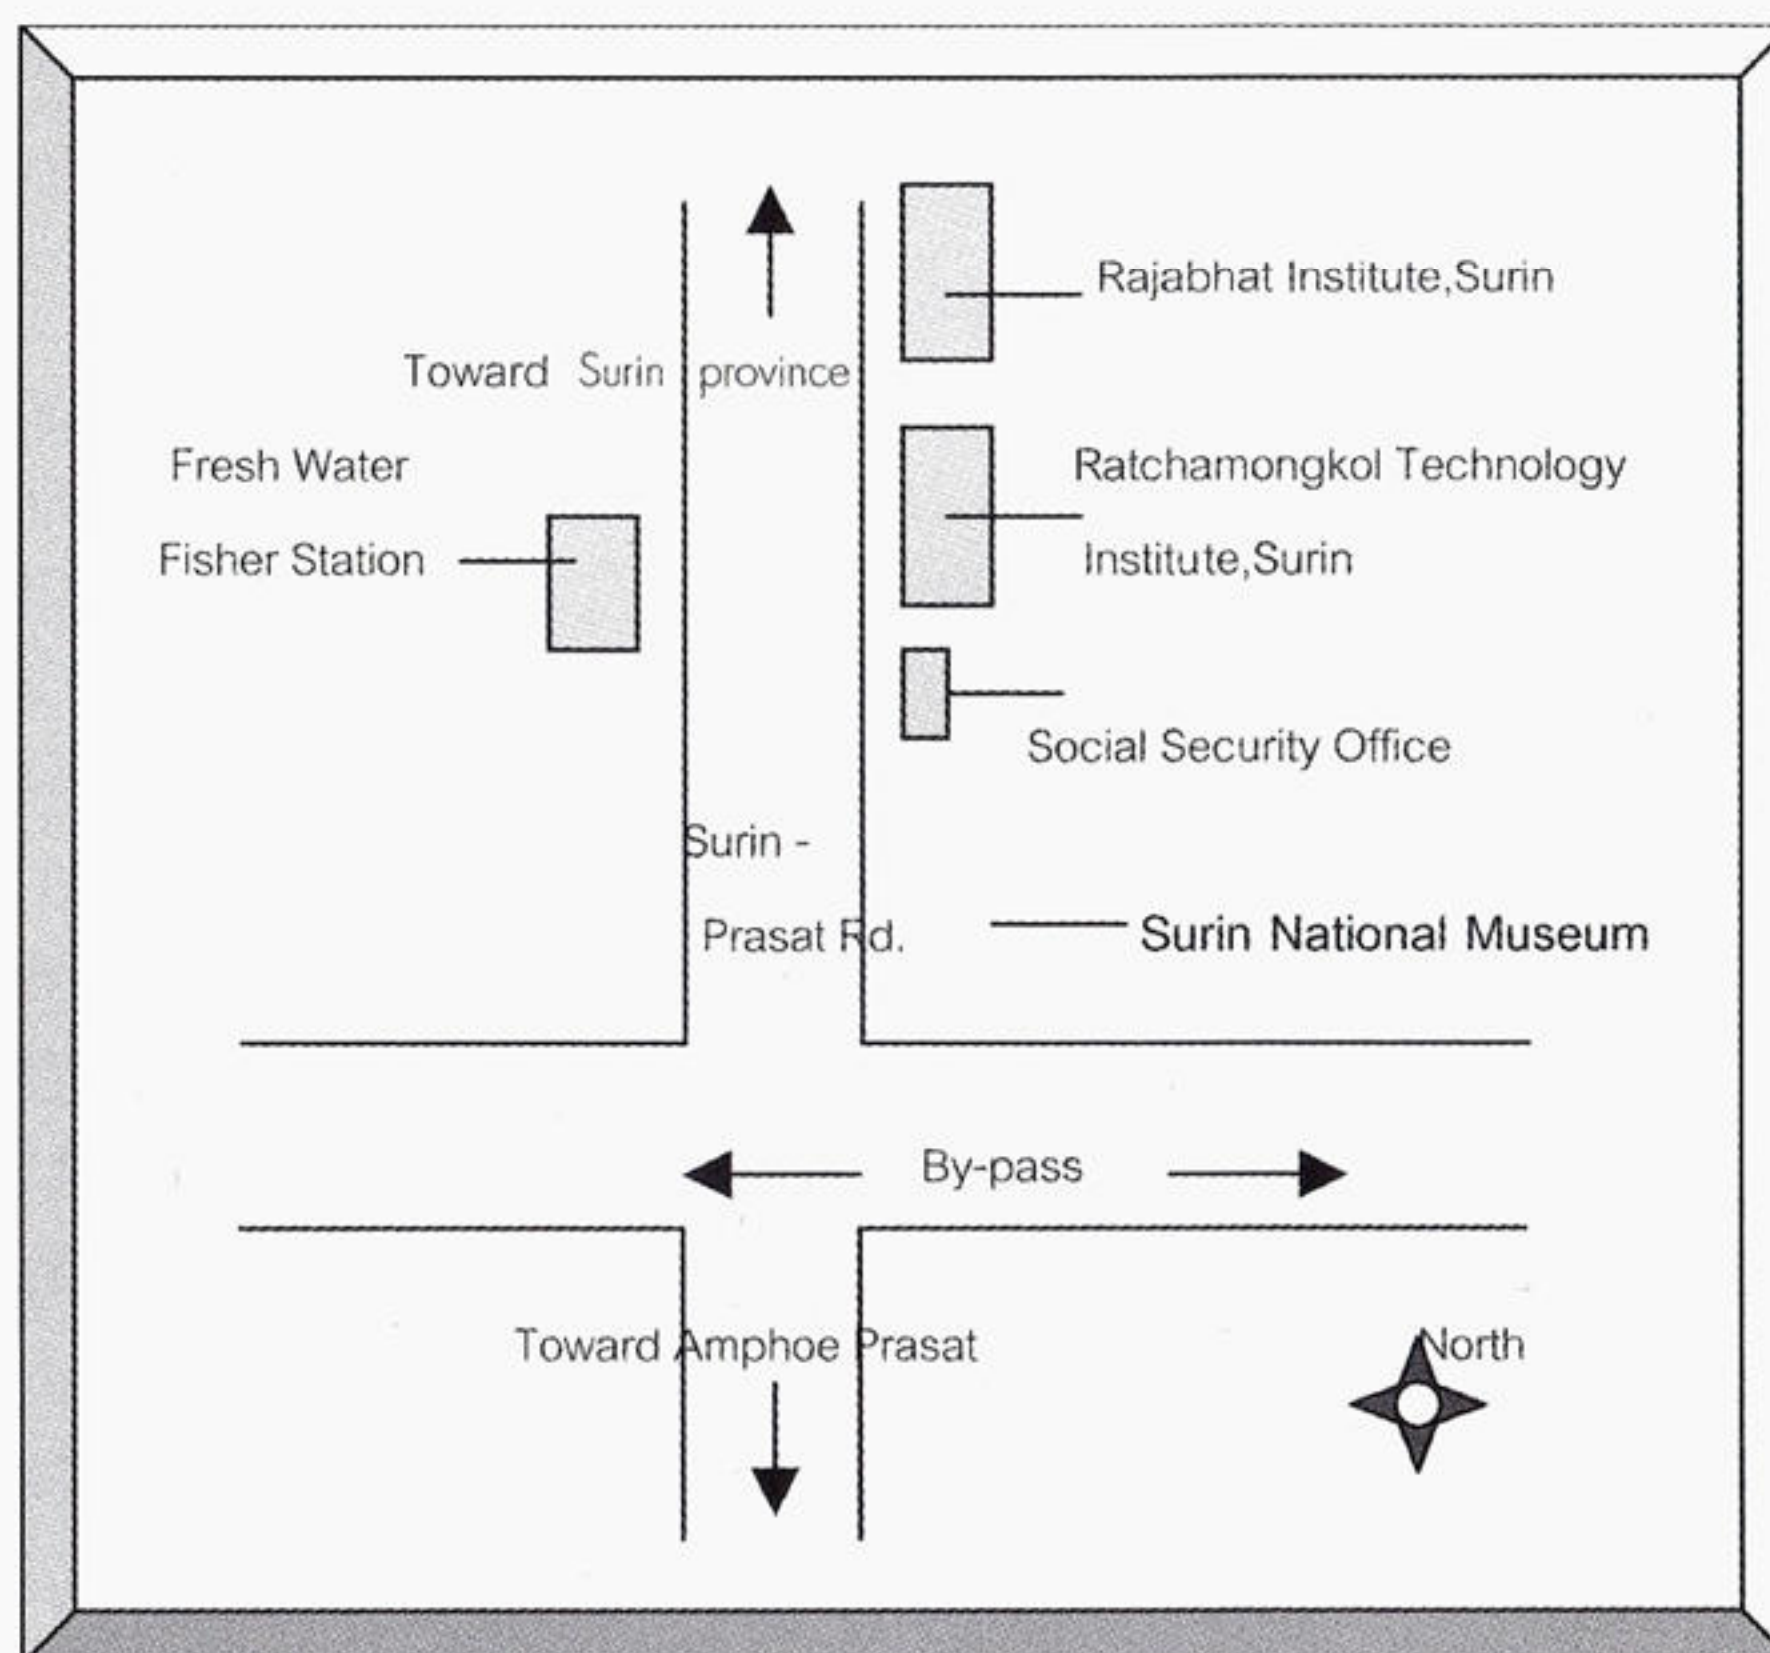 Rajabhat Institute,Surin
Toward Surin province
Fresh Water
Fisher Station
Ratchamongkol Technology
Institute,Surin
Social Security Office
Surin -
Prasat Rd.
Surin National Museum
By-pass
Toward Amphoe Prasat
North